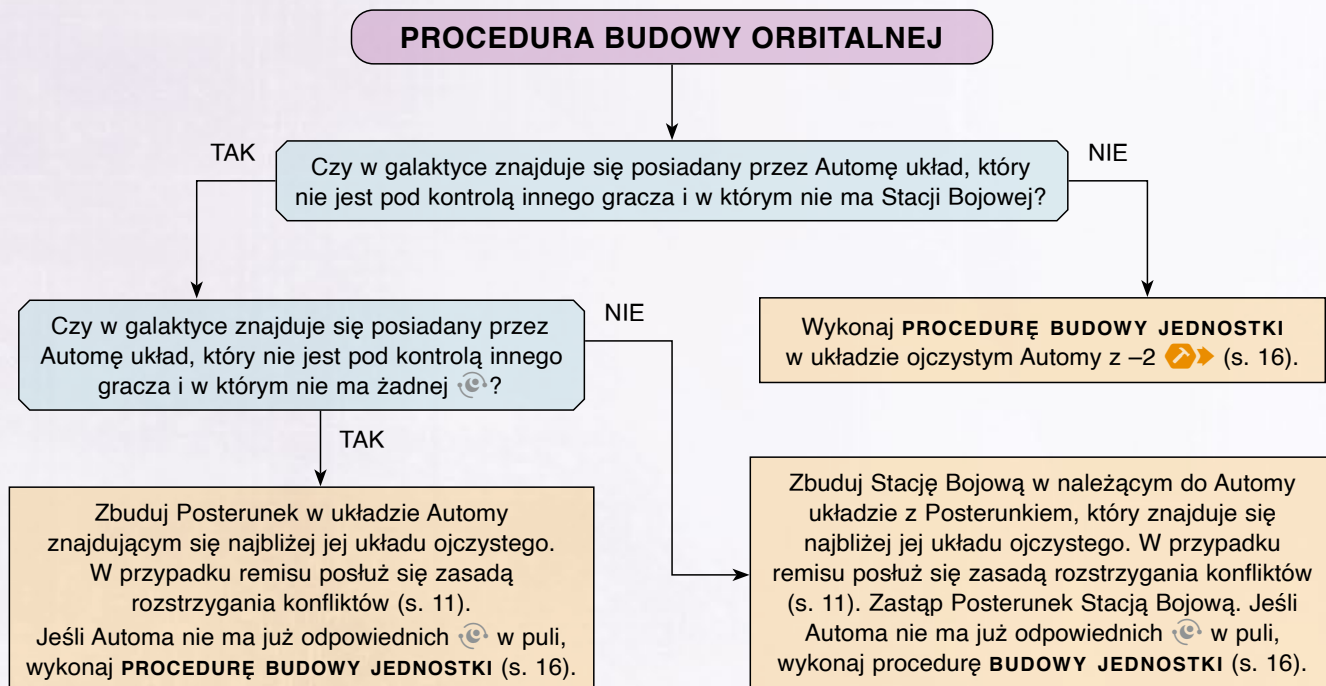 PROCEDURA BUDOWY ORBITALNEJ
TAK
Czy w galaktyce znajduje się posiadany przez Automę układ, który
nie jest pod kontrolą innego gracza i w którym nie ma Stacji Bojowej?
NIE
Czy w galaktyce znajduje się posiadany przez
Automę układ, który nie jest pod kontrolą innego
gracza i w którym nie ma żadnej ?
NIE
Wykonaj PROCEDURĘ BUDOWY JEDNOSTKI
w układzie ojczystym Automy z –2 (s. 16).
TAK
Zbuduj Posterunek w układzie Automy
znajdującym się najbliżej jej układu ojczystego.
W przypadku remisu posłuż się zasadą
rozstrzygania konfliktów (s. 11).
Jeśli Automa nie ma już odpowiednich w puli,
wykonaj PROCEDURĘ BUDOWY JEDNOSTKI (s. 16).
Zbuduj Stację Bojową w należącym do Automy
układzie z Posterunkiem, który znajduje się
najbliżej jej układu ojczystego. W przypadku
remisu posłuż się zasadą rozstrzygania konfliktów
(s. 11). Zastąp Posterunek Stacją Bojową. Jeśli
Automa nie ma już odpowiednich w puli,
wykonaj procedurę BUDOWY JEDNOSTKI (s. 16).